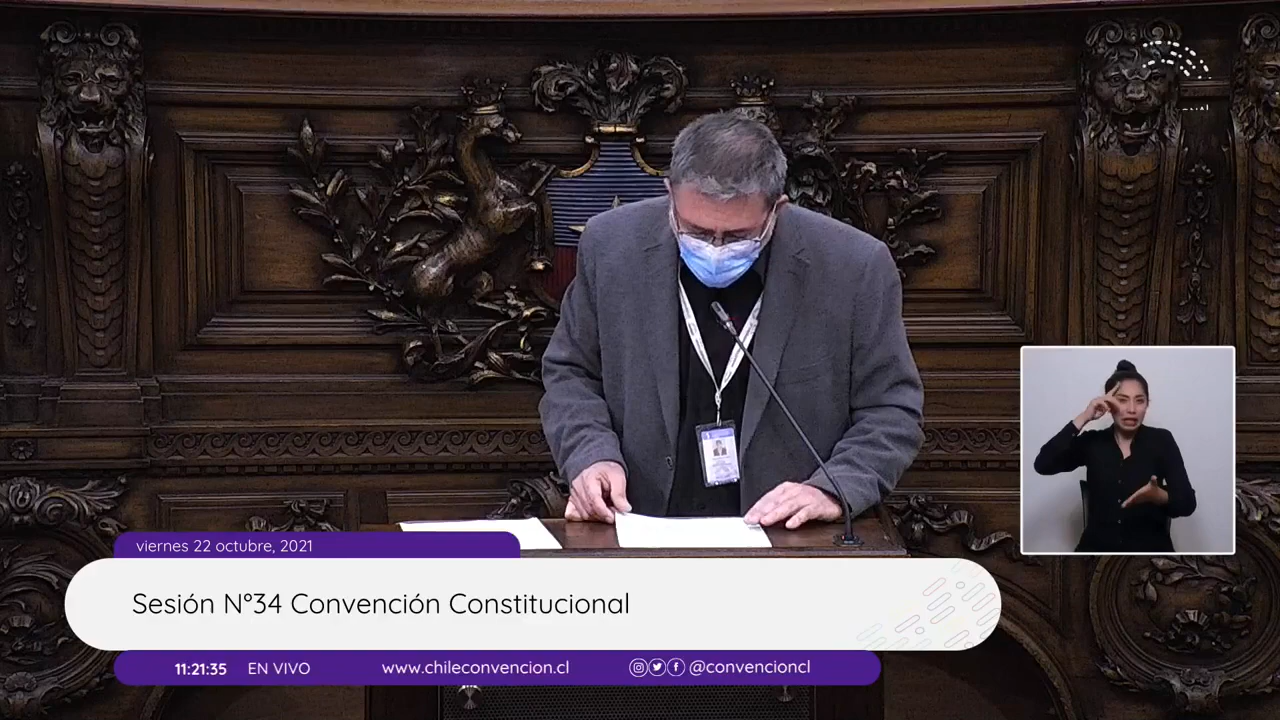 viernes 22 octubre, 2021
Sesión N°34 Convención Constitucional
11:21:35 EN VIVO www.chileconvencion.cl @convencioncl